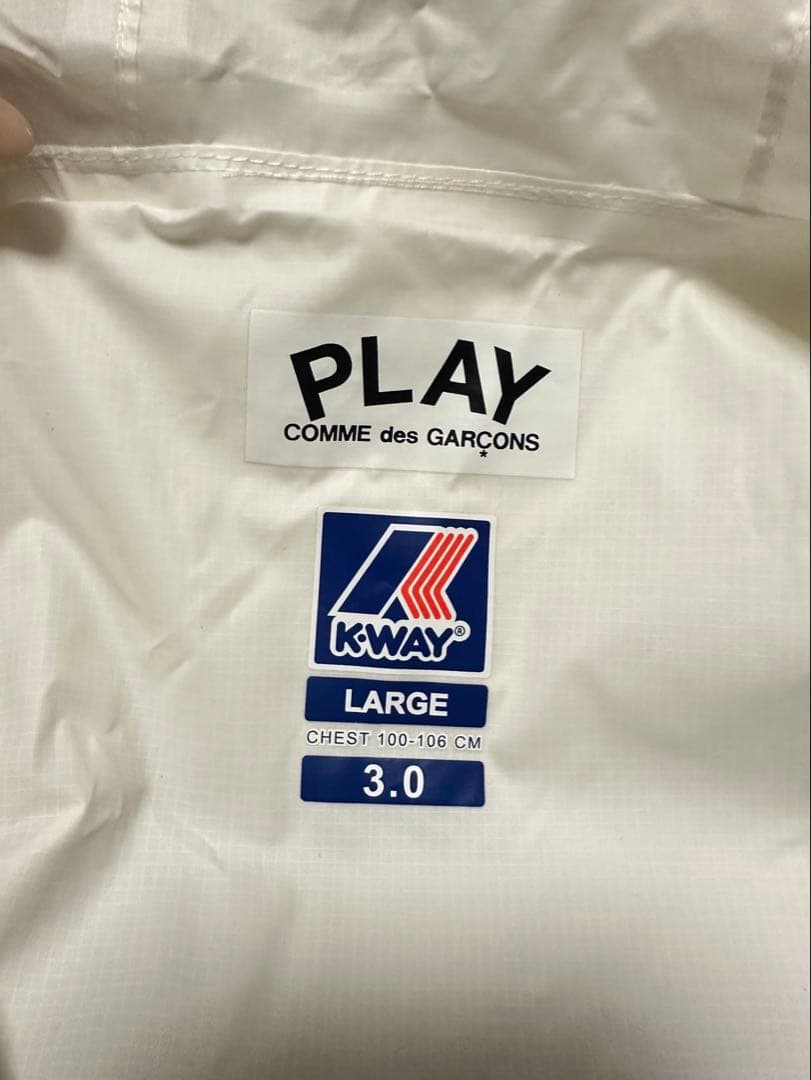 PLAY
COMME des GARÇONS
*
K·WAY®
LARGE
CHEST 100-106 CM
3.0